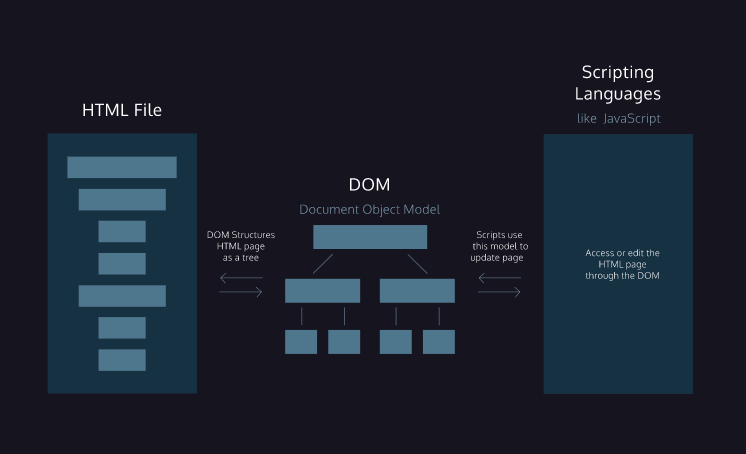 HTML File
DOM Structures
HTML page
as a tree
DOM
Document Object Model
Scripts use
this model to
update page
Scripting
Languages
like JavaScript
Access or edit the
HTML page
through the DOM